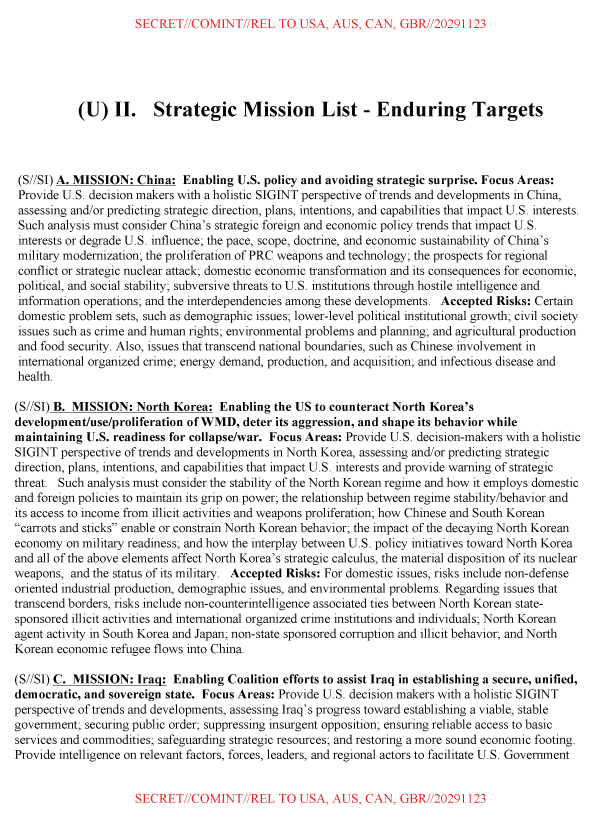 SECRET//COMINT//REL TO USA, AUS, CAN, GBR//20291123
(U) II. Strategic Mission List - Enduring Targets
(S//SI) A. MISSION: China: Enabling U.S. policy and avoiding strategic surprise. Focus Areas:
Provide U.S. decision makers with a holistic SIGINT perspective of trends and developments in China,
assessing and/or predicting strategic direction, plans, intentions, and capabilities that impact U.S. interests.
Such analysis must consider China's strategic foreign and economic policy trends that impact U.S.
interests or degrade U.S. influence; the pace, scope, doctrine, and economic sustainability of China's
military modernization; the proliferation of PRC weapons and technology; the prospects for regional
conflict or strategic nuclear attack; domestic economic transformation and its consequences for economic,
political, and social stability; subversive threats to U.S. institutions through hostile intelligence and
information operations; and the interdependencies among these developments. Accepted Risks: Certain
domestic problem sets, such as demographic issues; lower-level political institutional growth; civil society
issues such as crime and human rights; environmental problems and planning; and agricultural production
and food security. Also, issues that transcend national boundaries, such as Chinese involvement in
international organized crime; energy demand, production, and acquisition; and infectious disease and
health.
(S//SI) B. MISSION: North Korea: Enabling the US to counteract North Korea's
development/use/proliferation of WMD, deter its aggression, and shape its behavior while
maintaining U.S. readiness for collapse/war. Focus Areas: Provide U.S. decision-makers with a holistic
SIGINT perspective of trends and developments in North Korea, assessing and/or predicting strategic
direction, plans, intentions, and capabilities that impact U.S. interests and provide warning of strategic
threat. Such analysis must consider the stability of the North Korean regime and how it employs domestic
and foreign policies to maintain its grip on power; the relationship between regime stability/behavior and
its access to income from illicit activities and weapons proliferation; how Chinese and South Korean
“carrots and sticks” enable or constrain North Korean behavior; the impact of the decaying North Korean
economy on military readiness; and how the interplay between U.S. policy initiatives toward North Korea
and all of the above elements affect North Korea's strategic calculus, the material disposition of its nuclear
weapons, and the status of its military. Accepted Risks: For domestic issues, risks include non-defense
oriented industrial production, demographic issues, and environmental problems. Regarding issues that
transcend borders, risks include non-counterintelligence associated ties between North Korean state-
sponsored illicit activities and international organized crime institutions and individuals; North Korean
agent activity in South Korea and Japan; non-state sponsored corruption and illicit behavior; and North
Korean economic refugee flows into China.
(S//SI) C. MISSION: Iraq: Enabling Coalition efforts to assist Iraq in establishing a secure, unified,
democratic, and sovereign state. Focus Areas: Provide U.S. decision makers with a holistic SIGINT
perspective of trends and developments, assessing Iraq's progress toward establishing a viable, stable
government; securing public order; suppressing insurgent opposition; ensuring reliable access to basic
services and commodities; safeguarding strategic resources; and restoring a more sound economic footing.
Provide intelligence on relevant factors, forces, leaders, and regional actors to facilitate U.S. Government
SECRET//COMINT//REL TO USA, AUS, CAN, GBR//20291123